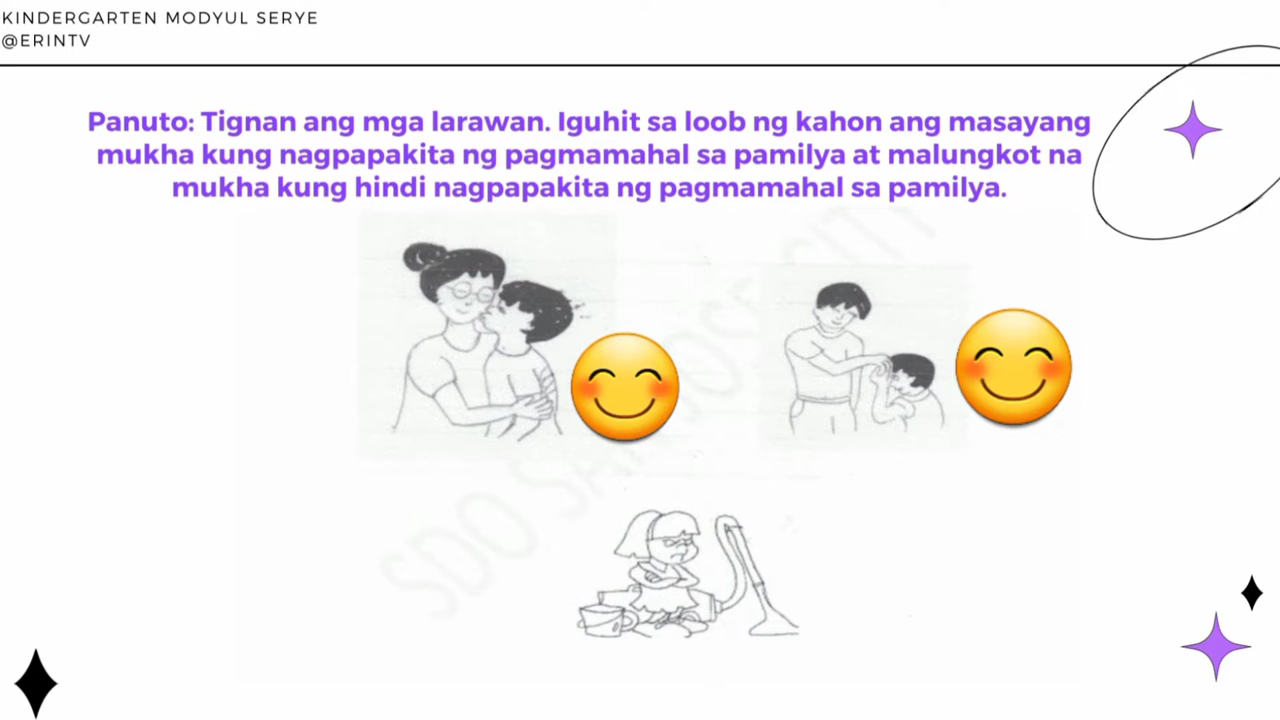 KINDERGARTEN MODYUL SERYE
@ERINTV
Panuto: Tignan ang mga larawan. Iguhit sa loob ng kahon ang masayang
mukha kung nagpapakita ng pagmamahal sa pamilya at malungkot na
mukha kung hindi nagpapakita ng pagmamahal sa pamilya.